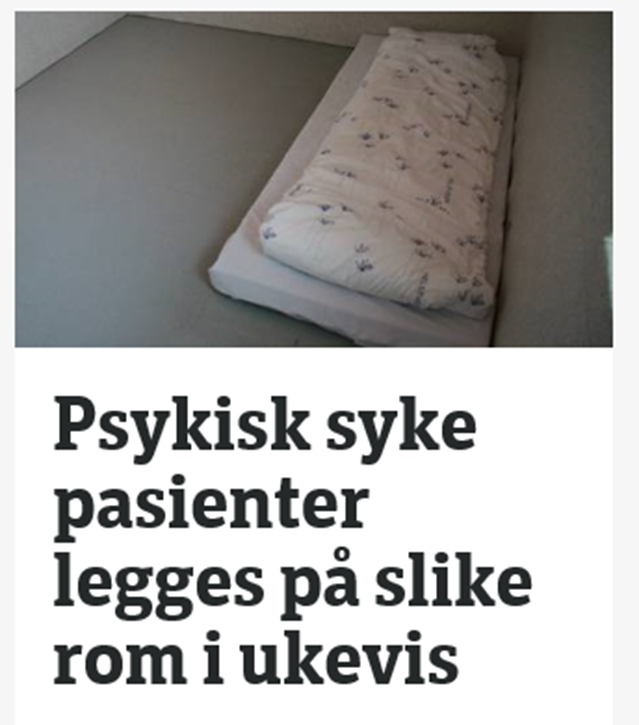 Psykisk syke
pasienter
legges på slike
rom i ukevis